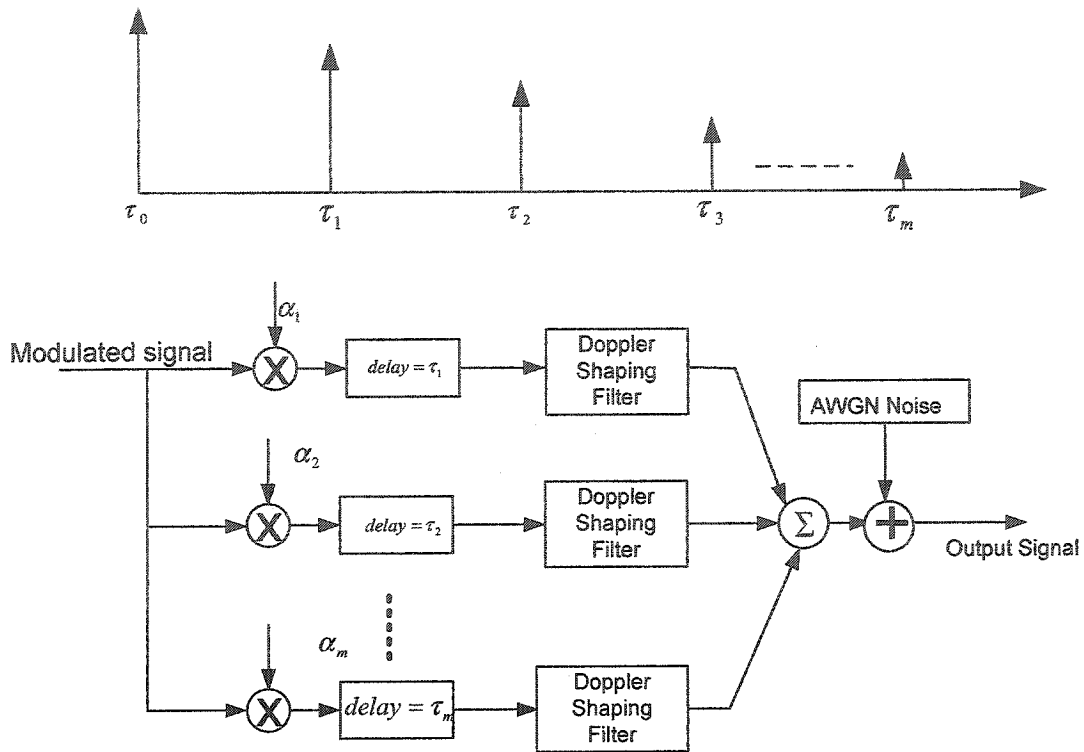 τ₀ τ₁ τ₂ τ₃ τₘ
α₁
Modulated signal
X
delay = τ₁
Doppler
Shaping
Filter
AWGN Noise
α₂
X
delay = τ₂
Doppler
Shaping
Filter
Σ
+
Output Signal
αₘ
X
delay = τₘ
Doppler
Shaping
Filter